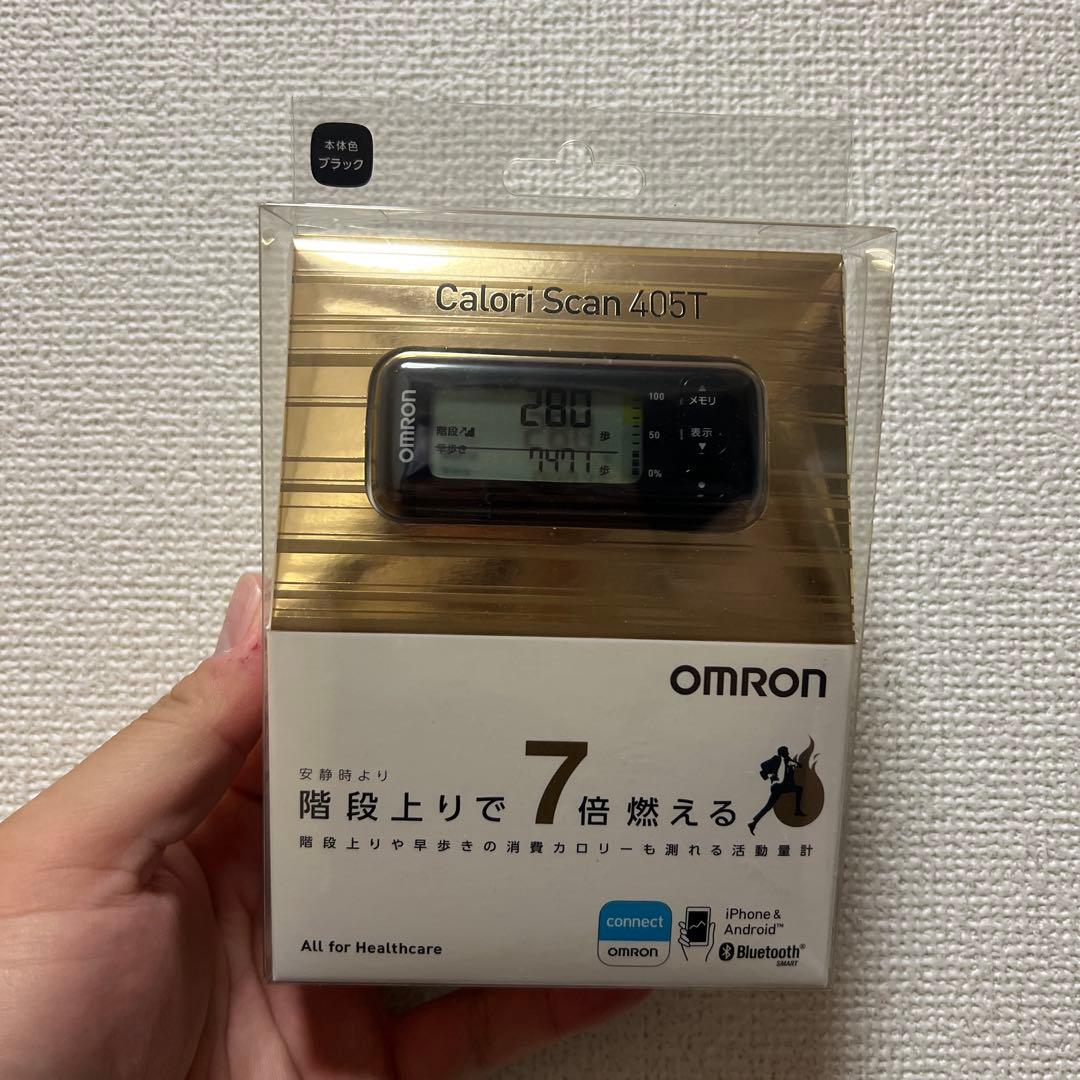 本体色
ブラック
Calori Scan 405T
OMRON
280
階段
歩
早歩き
7471
歩
100
50
0%
メモリ
表示
OMRON
安静時より
階段上りで7倍燃える
階段上りや早歩きの消費カロリーも測れる活動量計
All for Healthcare
connect
OMRON
iPhone &
Android™
Bluetooth®
SMART